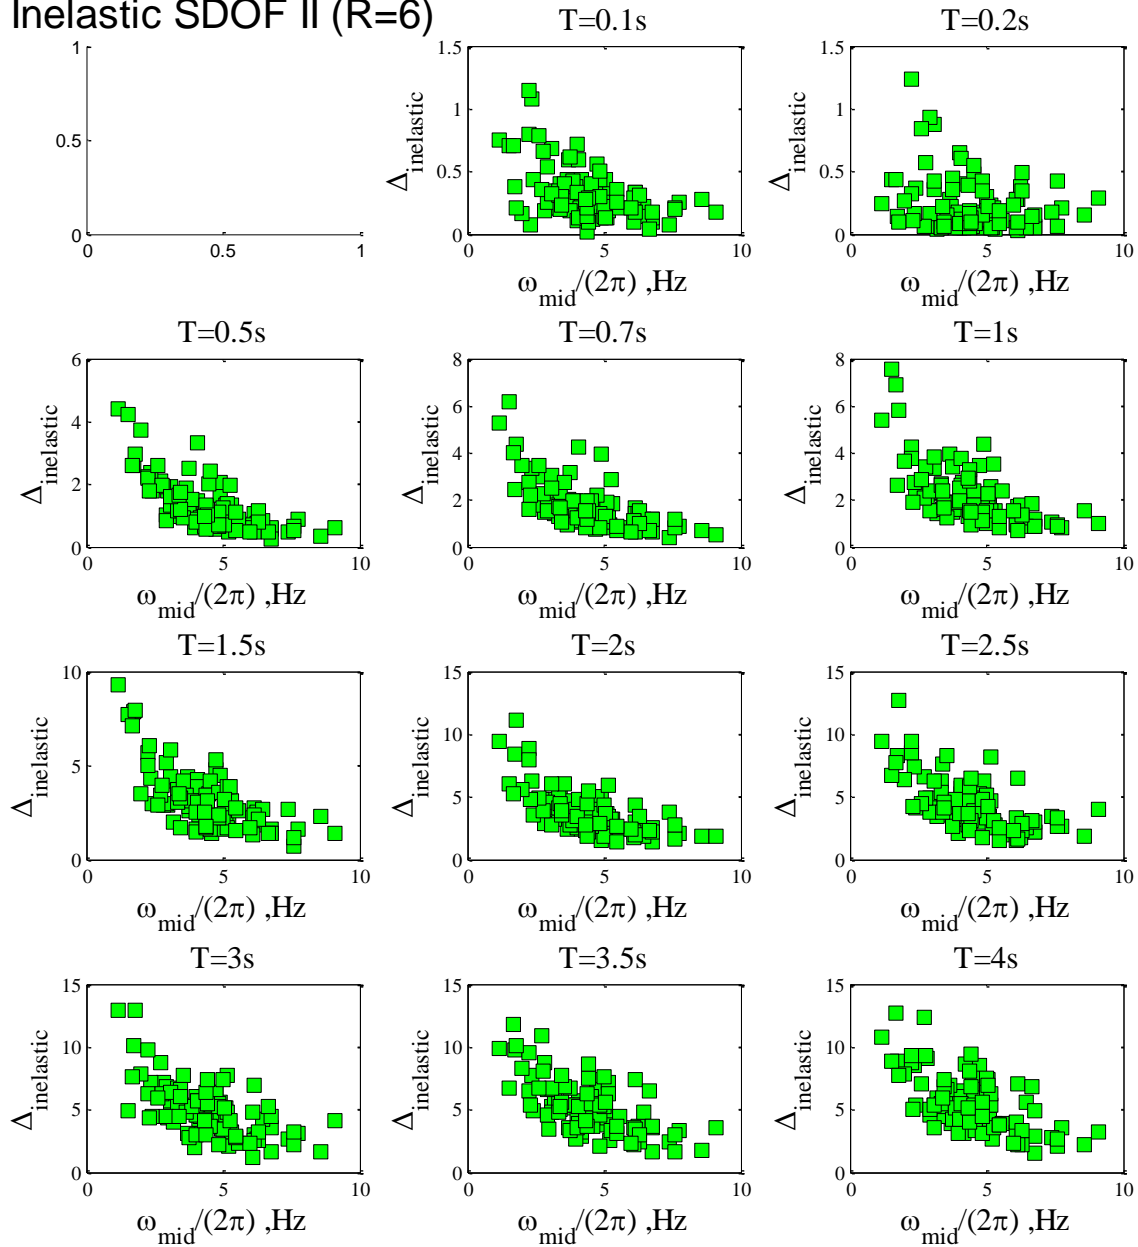 Inelastic SDOF II (R=6)
1
0.5
0
0 0.5 1
T=0.1s
1.5
1
0.5
0
Δinelastic
0 5 10
ωmid/(2π) ,Hz
T=0.2s
1.5
1
0.5
0
Δinelastic
0 5 10
ωmid/(2π) ,Hz
T=0.5s
6
4
2
0
Δinelastic
0 5 10
ωmid/(2π) ,Hz
T=0.7s
8
6
4
2
0
Δinelastic
0 5 10
ωmid/(2π) ,Hz
T=1s
8
6
4
2
0
Δinelastic
0 5 10
ωmid/(2π) ,Hz
T=1.5s
10
5
0
Δinelastic
0 5 10
ωmid/(2π) ,Hz
T=2s
15
10
5
0
Δinelastic
0 5 10
ωmid/(2π) ,Hz
T=2.5s
15
10
5
0
Δinelastic
0 5 10
ωmid/(2π) ,Hz
T=3s
15
10
5
0
Δinelastic
0 5 10
ωmid/(2π) ,Hz
T=3.5s
15
10
5
0
Δinelastic
0 5 10
ωmid/(2π) ,Hz
T=4s
15
10
5
0
Δinelastic
0 5 10
ωmid/(2π) ,Hz